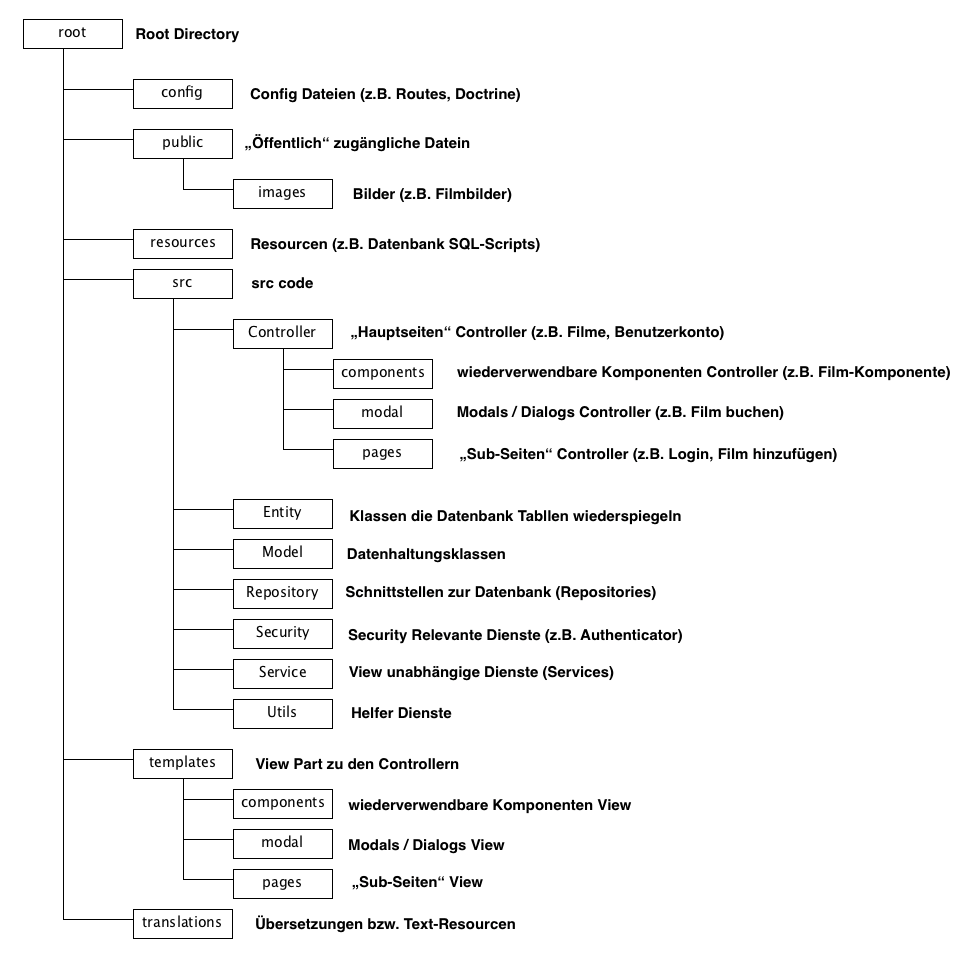 root Root Directory
config Config Dateien (z.B. Routes, Doctrine)
public „Öffentlich“ zugängliche Datein
images Bilder (z.B. Filmbilder)
resources Resourcen (z.B. Datenbank SQL-Scripts)
src src code
Controller „Hauptseiten“ Controller (z.B. Filme, Benutzerkonto)
components wiederverwendbare Komponenten Controller (z.B. Film-Komponente)
modal Modals / Dialogs Controller (z.B. Film buchen)
pages „Sub-Seiten“ Controller (z.B. Login, Film hinzufügen)
Entity Klassen die Datenbank Tabllen wiederspiegeln
Model Datenhaltungsklassen
Repository Schnittstellen zur Datenbank (Repositories)
Security Security Relevante Dienste (z.B. Authenticator)
Service View unabhängige Dienste (Services)
Utils Helfer Dienste
templates View Part zu den Controllern
components wiederverwendbare Komponenten View
modal Modals / Dialogs View
pages „Sub-Seiten“ View
translations Übersetzungen bzw. Text-Resourcen